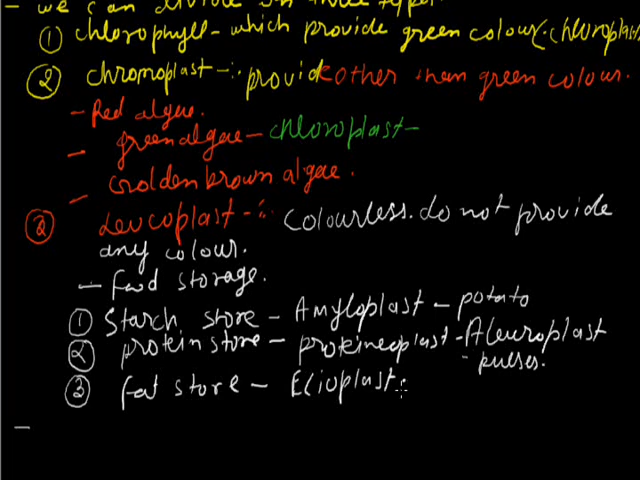 - we can divide in three type
① chlorophyll - which provide green colour. chloroplast
② chromoplast - : provide other than green colour.
- Red algae.
- green algae - chloroplast -
- Golden brown algae.
③ Leucoplast - : Colourless. do not provide
any colour.
- Food storage.
① Starch store - Amyloplast - potato
② protein store - proteinoplast - Aleuroplast
- pulses.
③ fat store - Elioplast
-